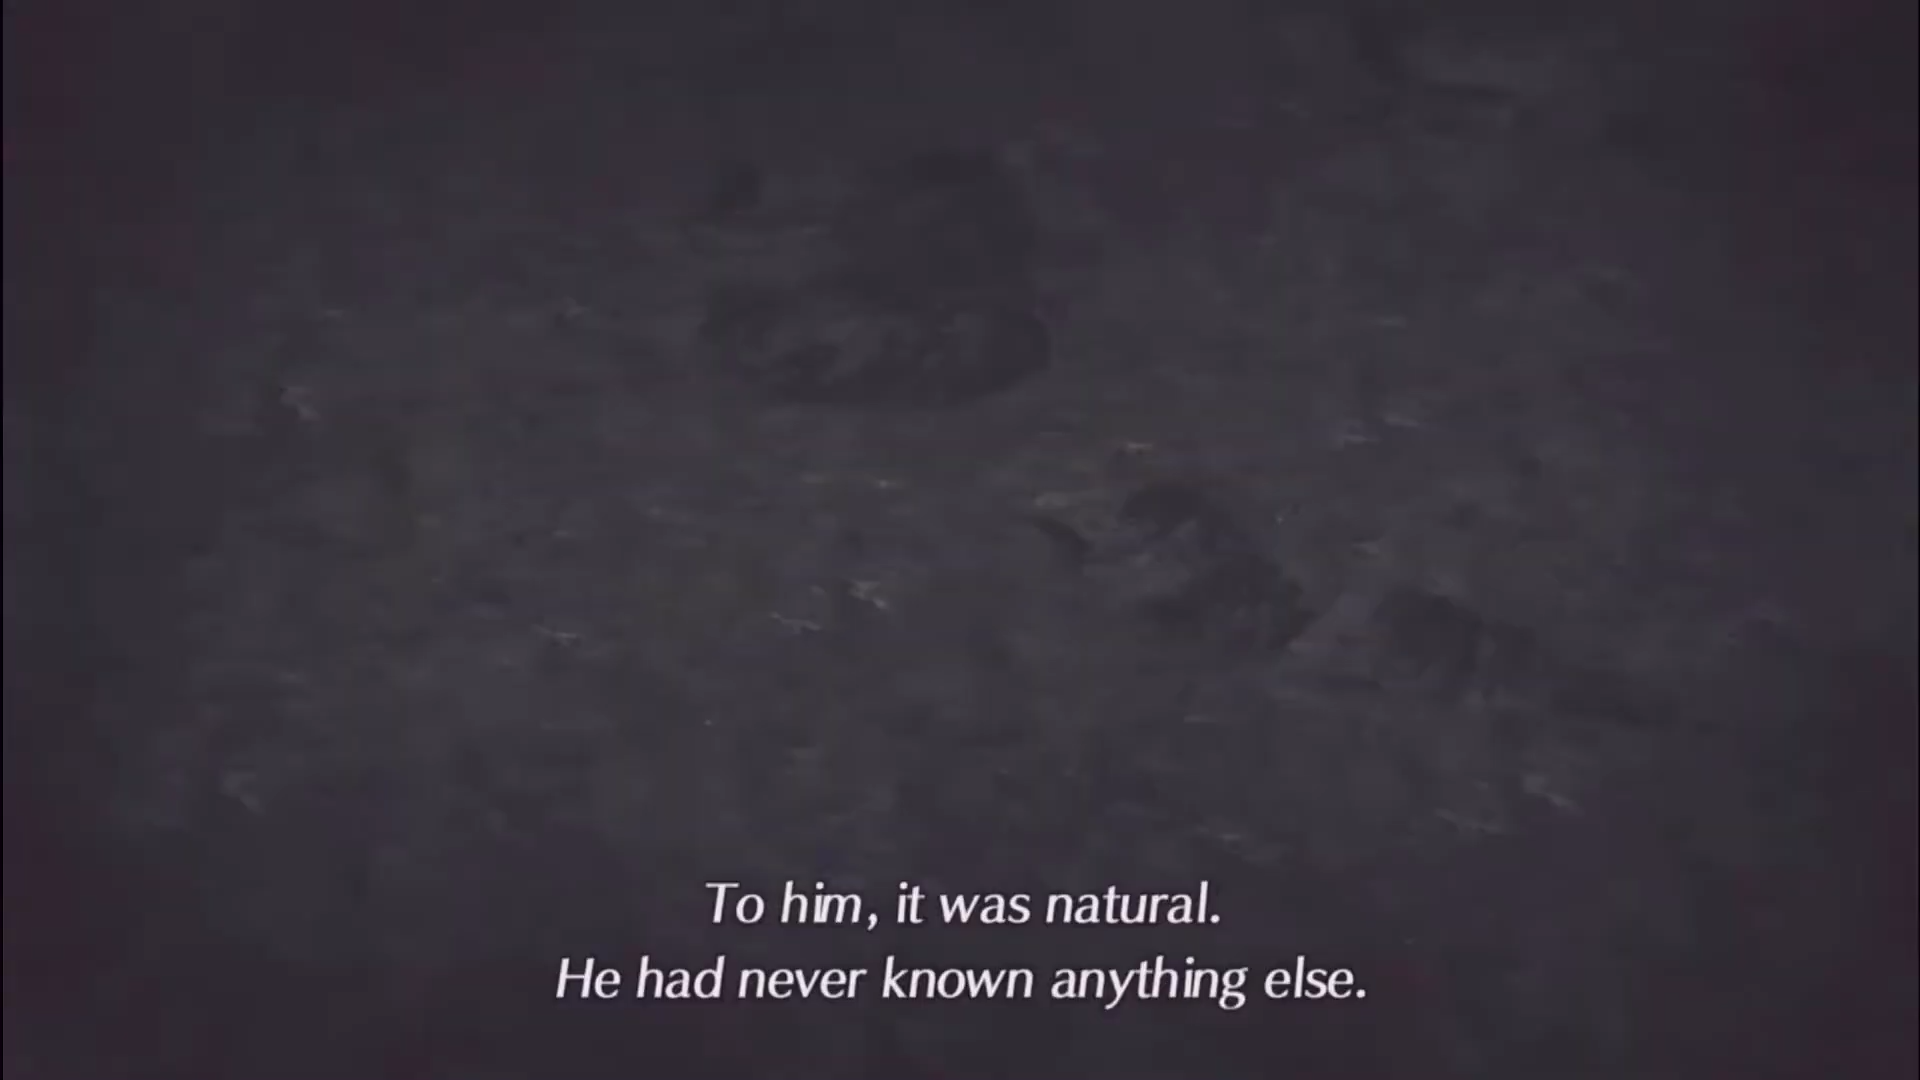 To him, it was natural.
He had never known anything else.